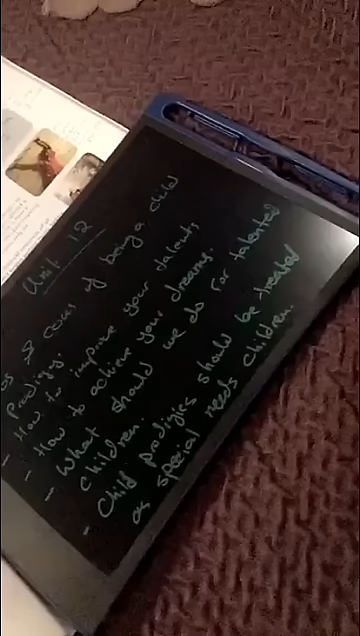 Unit 12
os & cons of being a child
Prodigy.
- How to improve your talents
- How to achieve your dreams.
- What should we do for talented
children.
- Child prodigies should be treated
as special needs children.